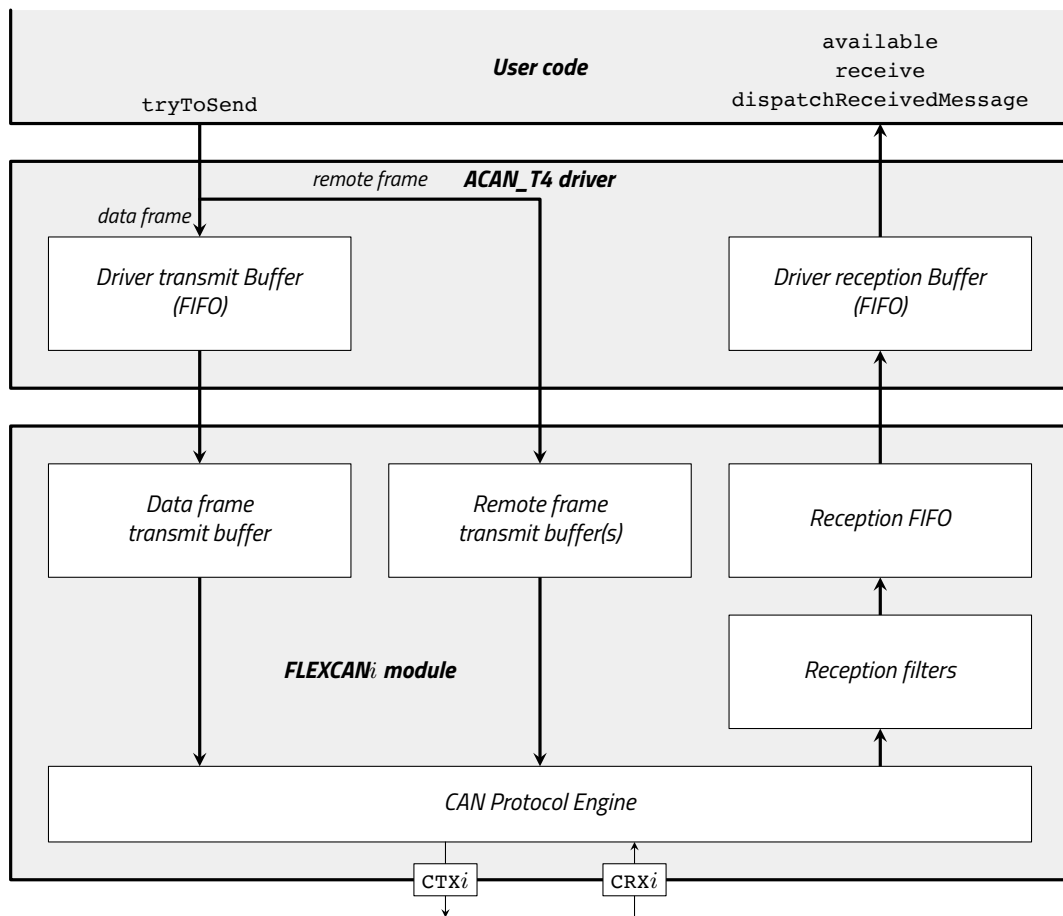 available
User code
receive
tryToSend
dispatchReceivedMessage
remote frame
ACAN_T4 driver
data frame
Driver transmit Buffer
(FIFO)
Driver reception Buffer
(FIFO)
Data frame
transmit buffer
Remote frame
transmit buffer(s)
Reception FIFO
FLEXCANi module
Reception filters
CAN Protocol Engine
CTXi
CRXi